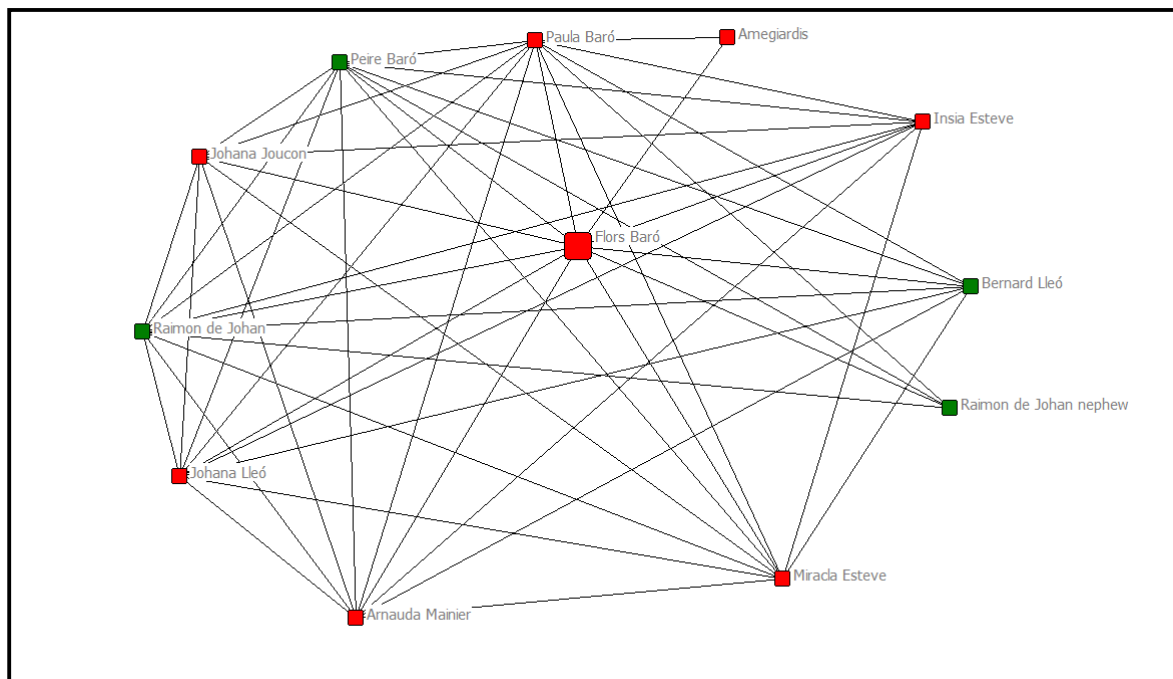 Amegiardis
Paula Baró
Peire Baró
Insia Esteve
Johana Joucon
Flors Baró
Bernard Lleó
Raimon de Johan
Raimon de Johan nephew
Johana Lleó
Miracla Esteve
Arnauda Mainier